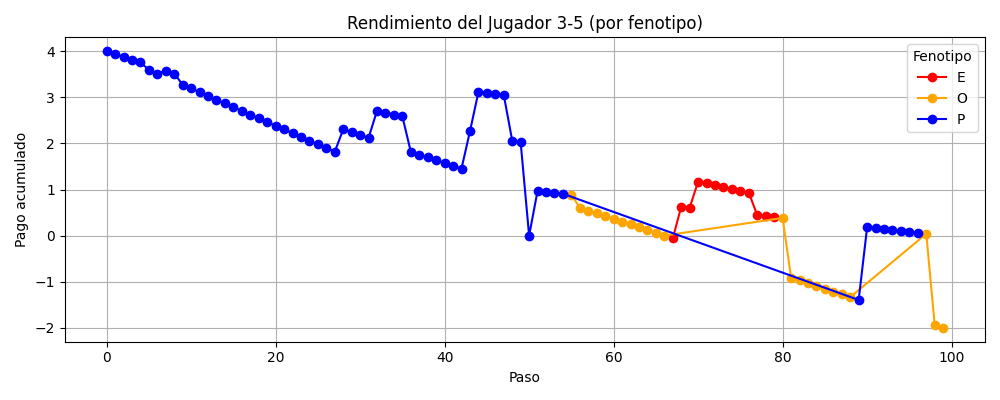 Rendimiento del Jugador 3-5 (por fenotipo)
Pago acumulado
4
3
2
1
0
−1
−2
0
20
40
60
80
100
Paso
Fenotipo
E
O
P